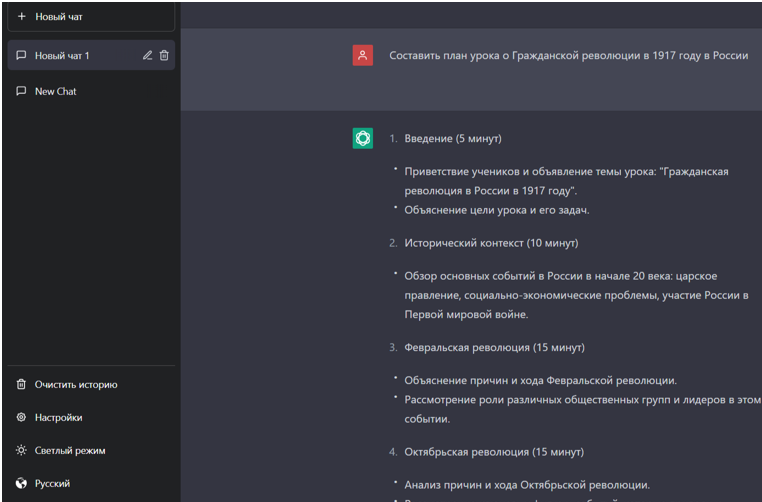 Новый чат
Новый чат 1
New Chat
Очистить историю
Настройки
Светлый режим
Русский
Составить план урока о Гражданской революции в 1917 году в России
1. Введение (5 минут)
• Приветствие учеников и объявление темы урока: "Гражданская
революция в России в 1917 году".
• Объяснение цели урока и его задач.
2. Исторический контекст (10 минут)
• Обзор основных событий в России в начале 20 века: царское
правление, социально-экономические проблемы, участие России в
Первой мировой войне.
3. Февральская революция (15 минут)
• Объяснение причин и хода Февральской революции.
• Рассмотрение роли различных общественных групп и лидеров в этом
событии.
4. Октябрьская революция (15 минут)
• Анализ причин и хода Октябрьской революции.